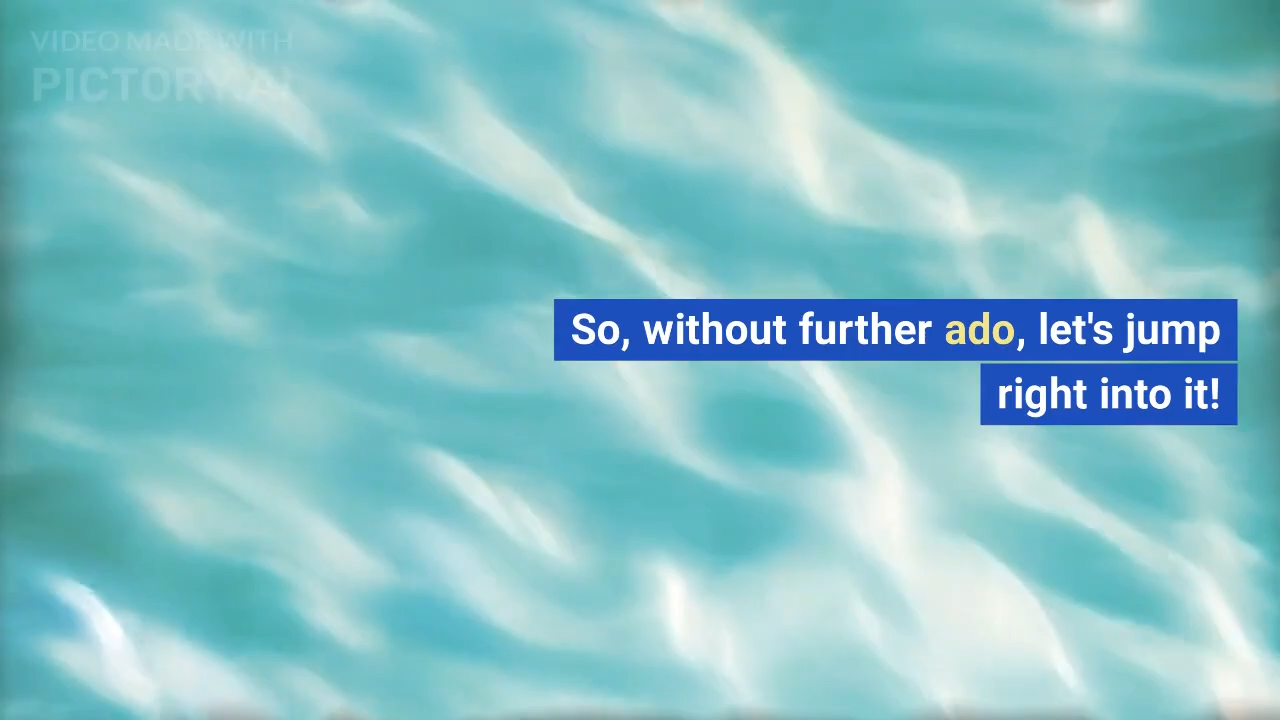 VIDEO MADE WITH
PICTORY.AI
So, without further ado, let's jump
right into it!